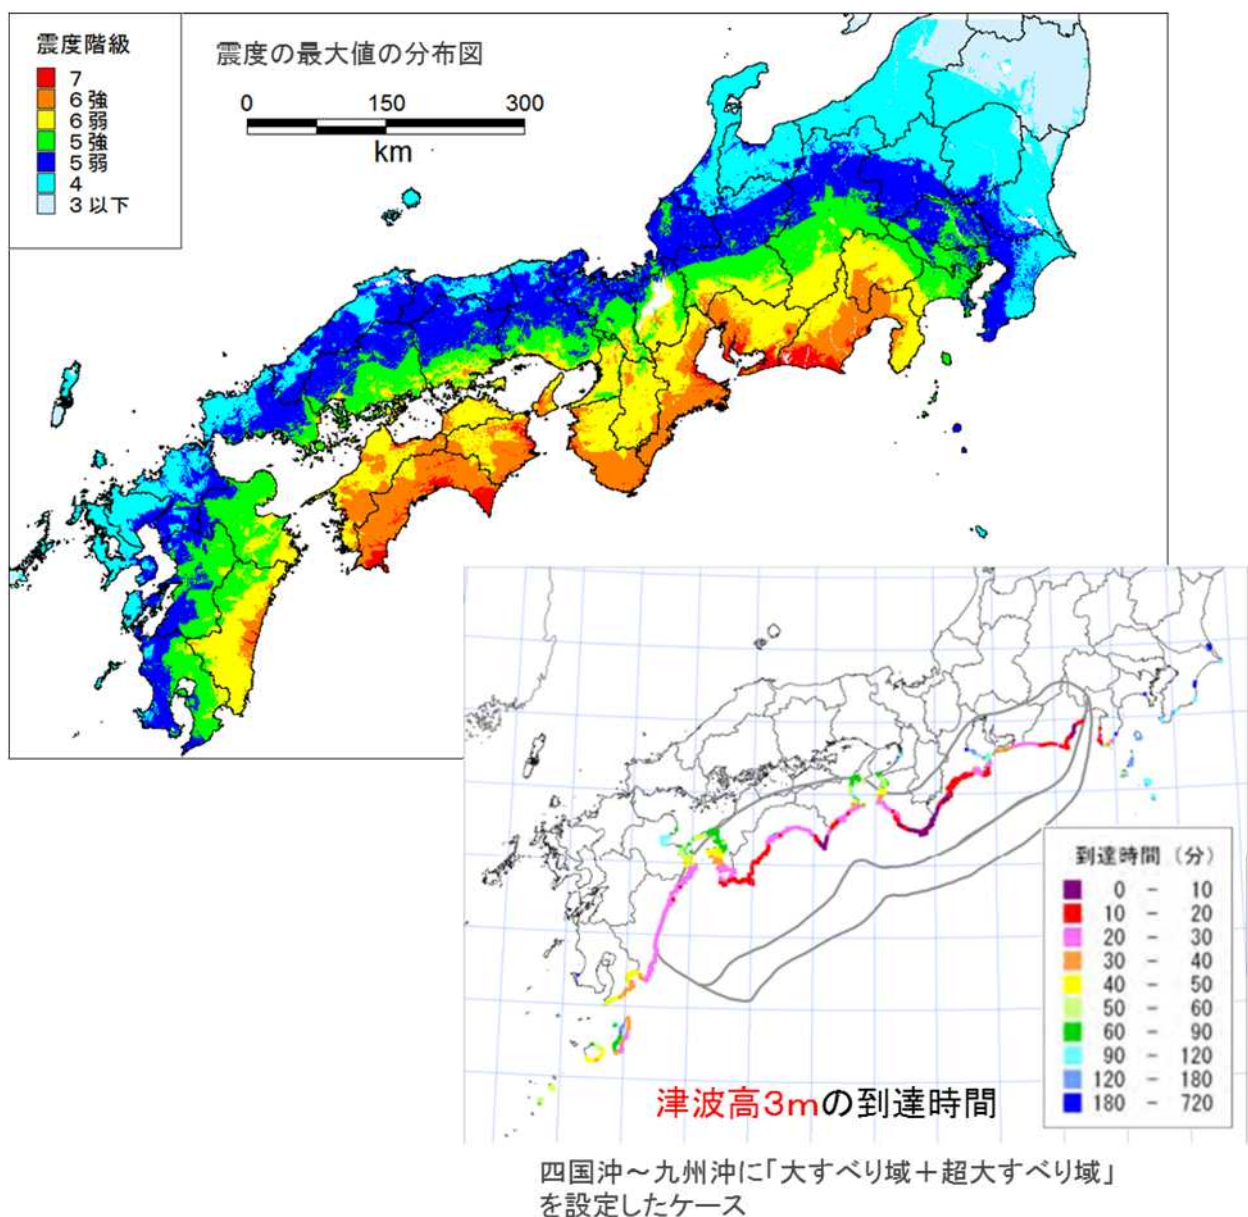 震度階級
7
6強
6弱
5強
5弱
4
3以下
震度の最大値の分布図
0 150 300
km
到達時間（分）
0 － 10
10 － 20
20 － 30
30 － 40
40 － 50
50 － 60
60 － 90
90 － 120
120 － 180
180 － 720
津波高3mの到達時間
四国沖～九州沖に「大すべり域＋超大すべり域」
を設定したケース